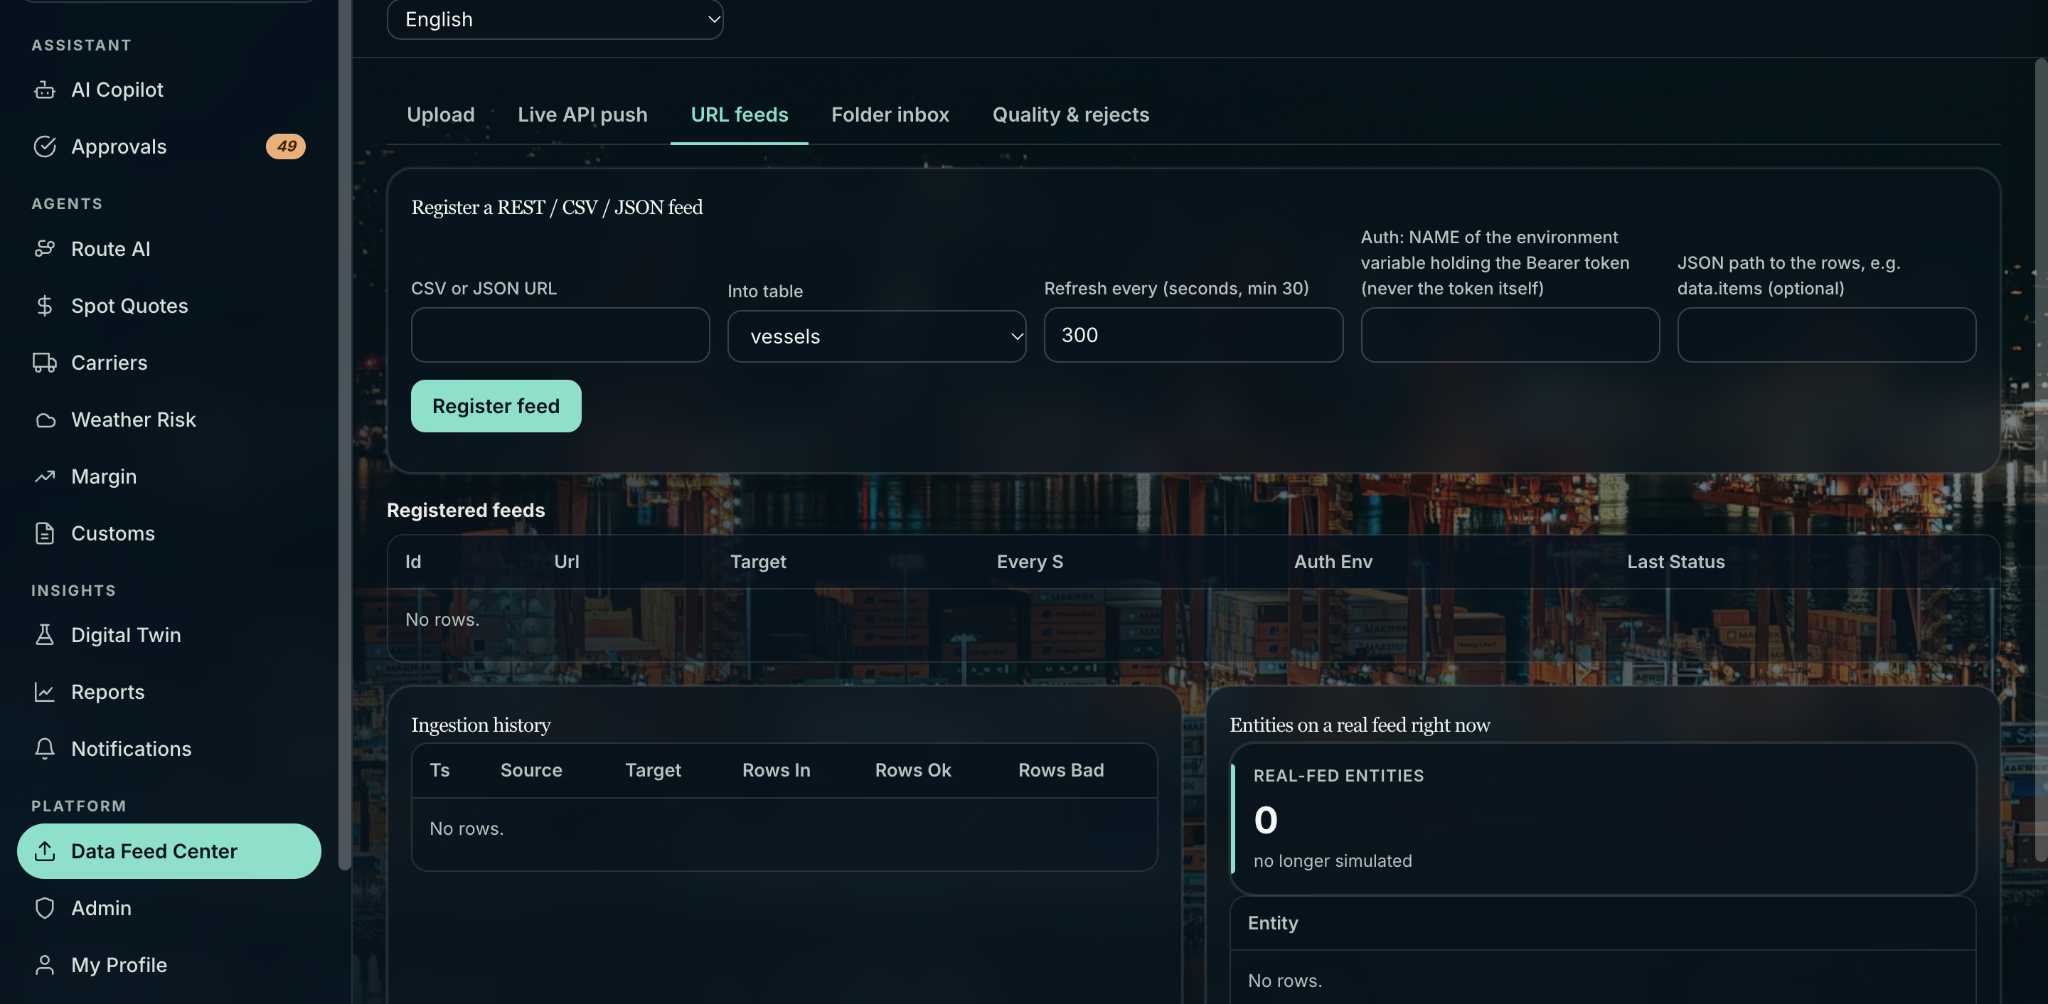 English
ASSISTANT
AI Copilot
Approvals
49
AGENTS
Route AI
Spot Quotes
Carriers
Weather Risk
Margin
Customs
INSIGHTS
Digital Twin
Reports
Notifications
PLATFORM
Data Feed Center
Admin
My Profile
Upload
Live API push
URL feeds
Folder inbox
Quality & rejects
Register a REST / CSV / JSON feed
CSV or JSON URL
Into table
vessels
Refresh every (seconds, min 30)
300
Auth: NAME of the environment
variable holding the Bearer token
(never the token itself)
JSON path to the rows, e.g.
data.items (optional)
Register feed
Registered feeds
Id
Url
Target
Every S
Auth Env
Last Status
No rows.
MAERSK
MAERSK
Ingestion history
Ts
Source
Target
Rows In
Rows Ok
Rows Bad
No rows.
Entities on a real feed right now
REAL-FED ENTITIES
0
no longer simulated
Entity
No rows.